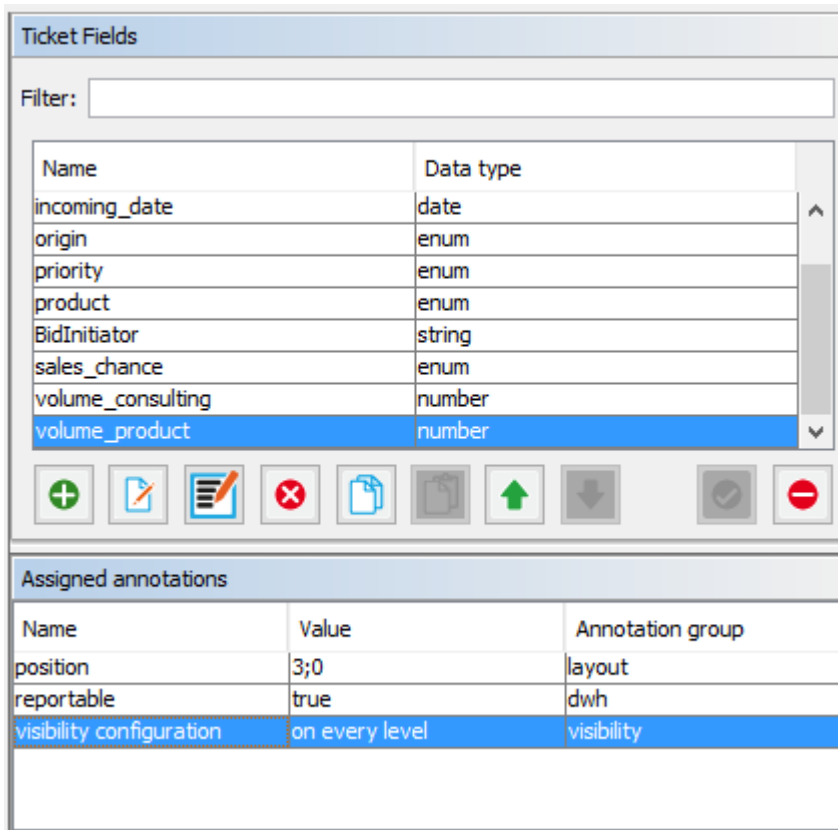 Ticket Fields
Filter:
Name Data type
incoming_date date
origin enum
priority enum
product enum
BidInitiator string
sales_chance enum
volume_consulting number
volume_product number
Assigned annotations
Name Value Annotation group
position 3;0 layout
reportable true dwh
visibility configuration on every level visibility